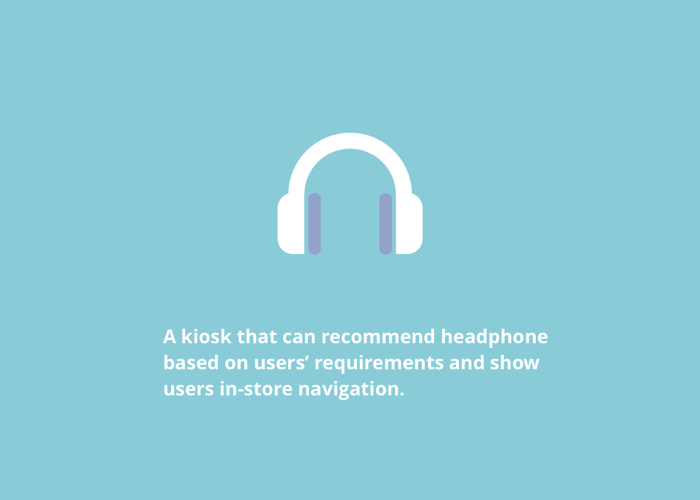 A kiosk that can recommend headphone
based on users’ requirements and show
users in-store navigation.